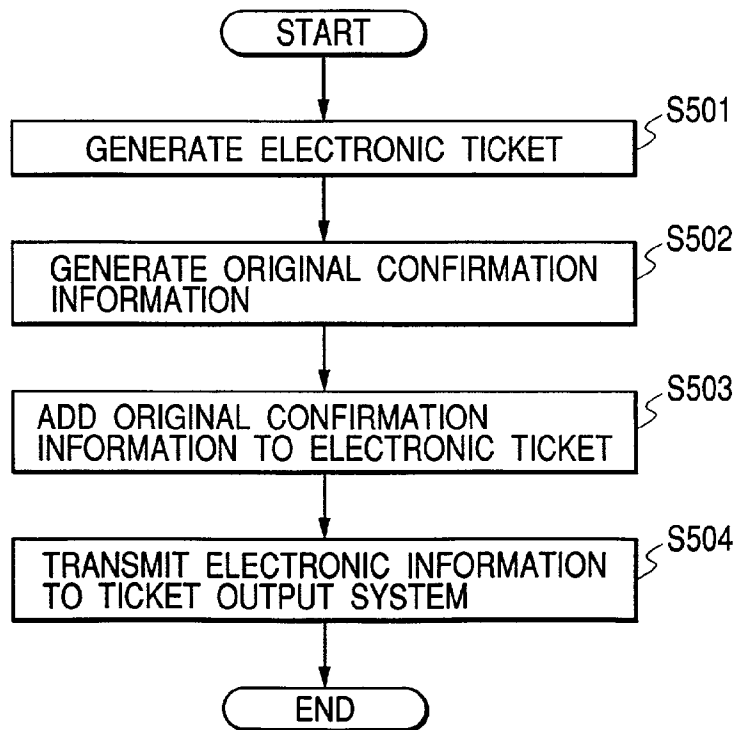 START
S501
GENERATE ELECTRONIC TICKET
S502
GENERATE ORIGINAL CONFIRMATION
INFORMATION
S503
ADD ORIGINAL CONFIRMATION
INFORMATION TO ELECTRONIC TICKET
S504
TRANSMIT ELECTRONIC INFORMATION
TO TICKET OUTPUT SYSTEM
END